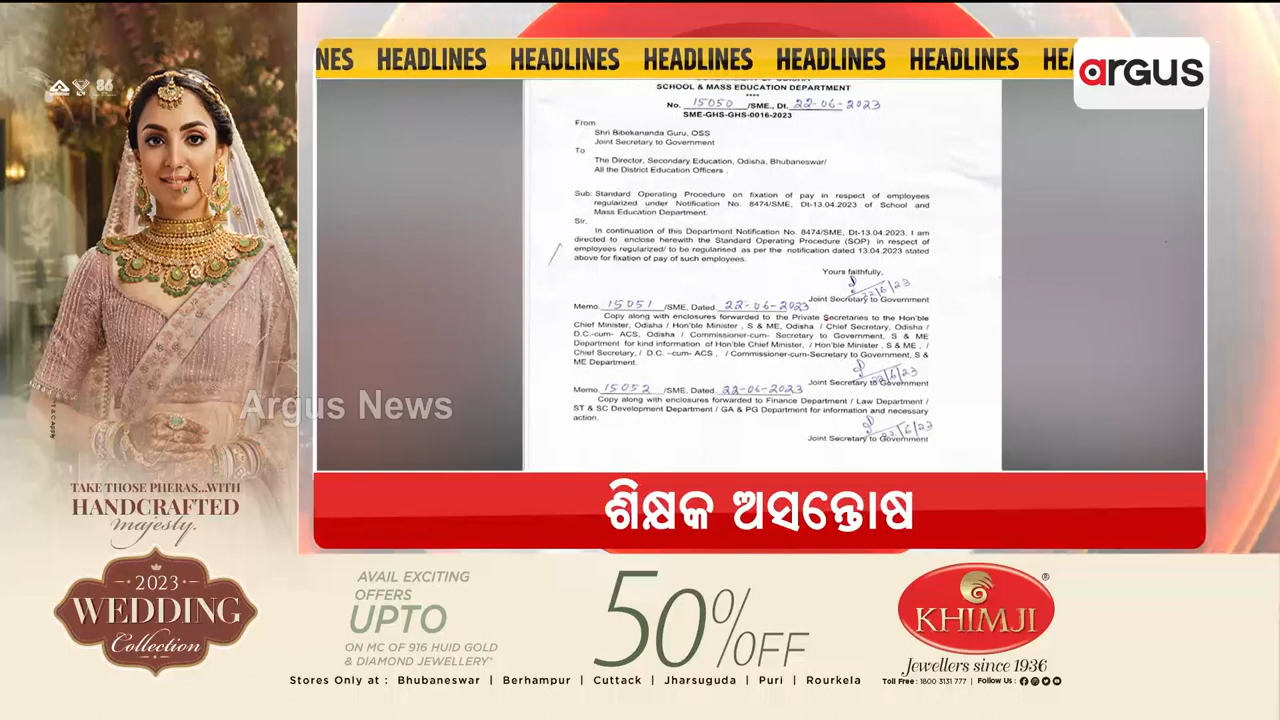 NES HEADLINES HEADLINES HEADLINES HEADLINES HEADLINES
argus
SCHOOL & MASS EDUCATION DEPARTMENT
****
No. 15050 /SME., Dt. 22-06-2023
SME-GHS-GHS-0016-2023
From
Shri Bibekananda Guru, OSS
Joint Secretary to Government
To
The Director, Secondary Education, Odisha, Bhubaneswar/
All the District Education Officers .
Sub: Standard Operating Procedure on fixation of pay in respect of employees
regularized under Notification No. 8474/SME, Dt-13.04.2023 of School and
Mass Education Department.
Sir,
In continuation of this Department Notification No. 8474/SME, Dt-13.04.2023, I am
directed to enclose herewith the Standard Operating Procedure (SOP) in respect of
employees regularized/ to be regularised as per the notification dated 13.04.2023 stated
above for fixation of pay of such employees.
Yours faithfully,
22/6/23
Joint Secretary to Government
Memo. 15051 /SME, Dated. 22-06-2023
Copy along with enclosures forwarded to the Private Secretaries to the Hon'ble
Chief Minister, Odisha / Hon'ble Minister , S & ME, Odisha / Chief Secretary, Odisha /
D.C.-cum- ACS, Odisha / Commissioner-cum- Secretary to Government, S & ME
Department for kind information of Hon'ble Chief Minister, / Hon'ble Minister , S & ME , /
Chief Secretary, / D.C. –cum- ACS , / Commissioner-cum-Secretary to Government, S &
ME Department.
22/6/23
Joint Secretary to Government
Memo. 15052 /SME, Dated. 22-06-2023
Copy along with enclosures forwarded to Finance Department / Law Department /
ST & SC Development Department / GA & PG Department for information and necessary
action.
22/6/23
Joint Secretary to Government
86
T & C Apply
Argus News
ଶିକ୍ଷକ ଅସନ୍ତୋଷ
TAKE THOSE PHERAS...WITH
HANDCRAFTED
majesty.
2023
WEDDING
Collection
AVAIL EXCITING
OFFERS
UPTO
ON MC OF 916 HUID GOLD
& DIAMOND JEWELLERY*
50% OFF
KHIMJI ®
Jewellers since 1936
Stores Only at : Bhubaneswar | Berhampur | Cuttack | Jharsuguda | Puri | Rourkela
Toll Free : 1800 3131 777 | Follow Us :